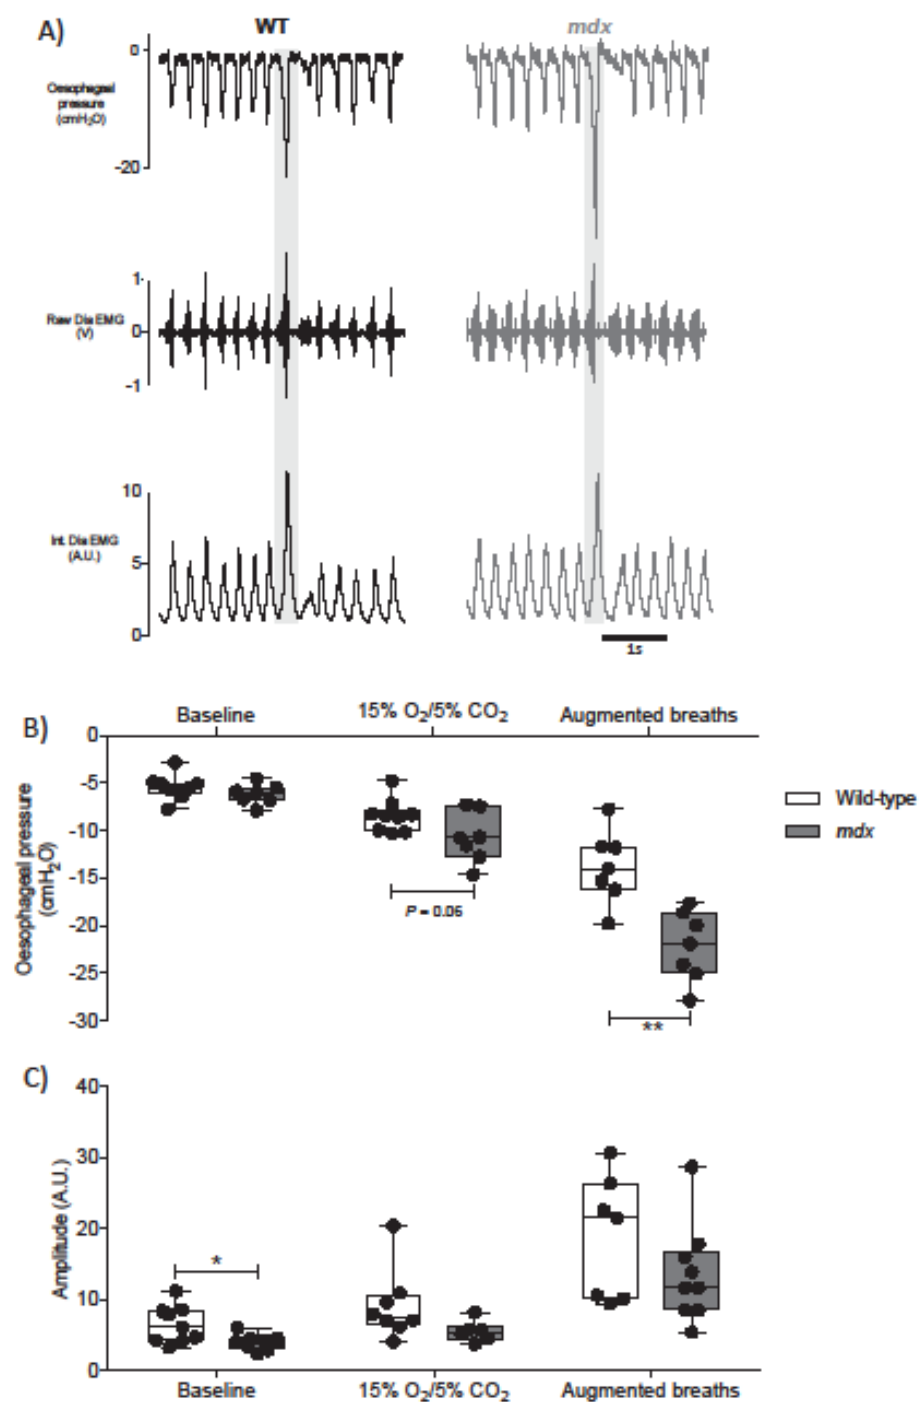 A)
WT
mdx
0
Oesophageal
pressure
(cmH₂O)
-20
1
Raw Dia EMG
(V)
0
-1
10
Int. Dia EMG
(A.U.)
5
0
1s
B)
Baseline
15% O₂/5% CO₂
Augmented breaths
0
-5
-10
-15
-20
-25
-30
Oesophageal pressure
(cmH₂O)
Wild-type
mdx
P = 0.06
**
C)
40
30
20
10
0
Amplitude (A.U.)
*
Baseline
15% O₂/5% CO₂
Augmented breaths